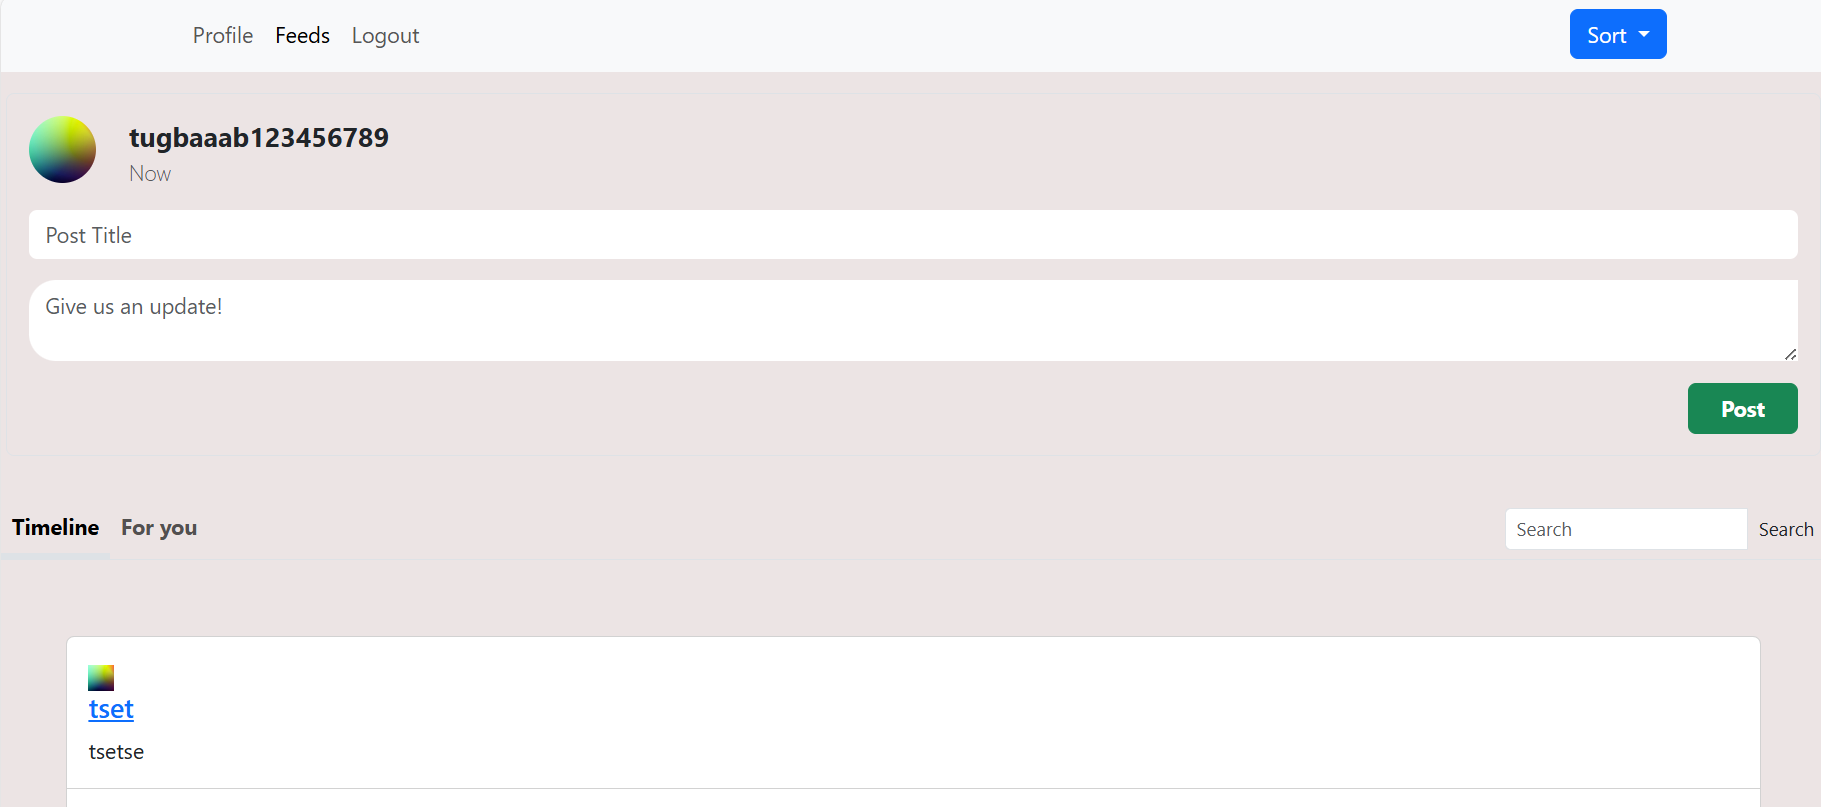 Profile Feeds Logout Sort
tugbaaab123456789
Now
Post Title
Give us an update!
Post
Timeline For you Search Search
tset
tsetse